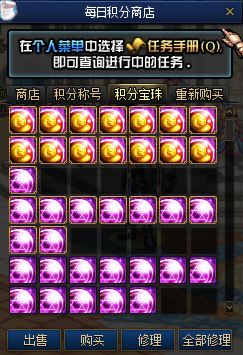 每日积分商店
在个人菜单中选择 任务手册(Q),
即可查询进行中的任务.
商店 积分称号 积分宝珠 重新购买
出售 购买 修理 全部修理